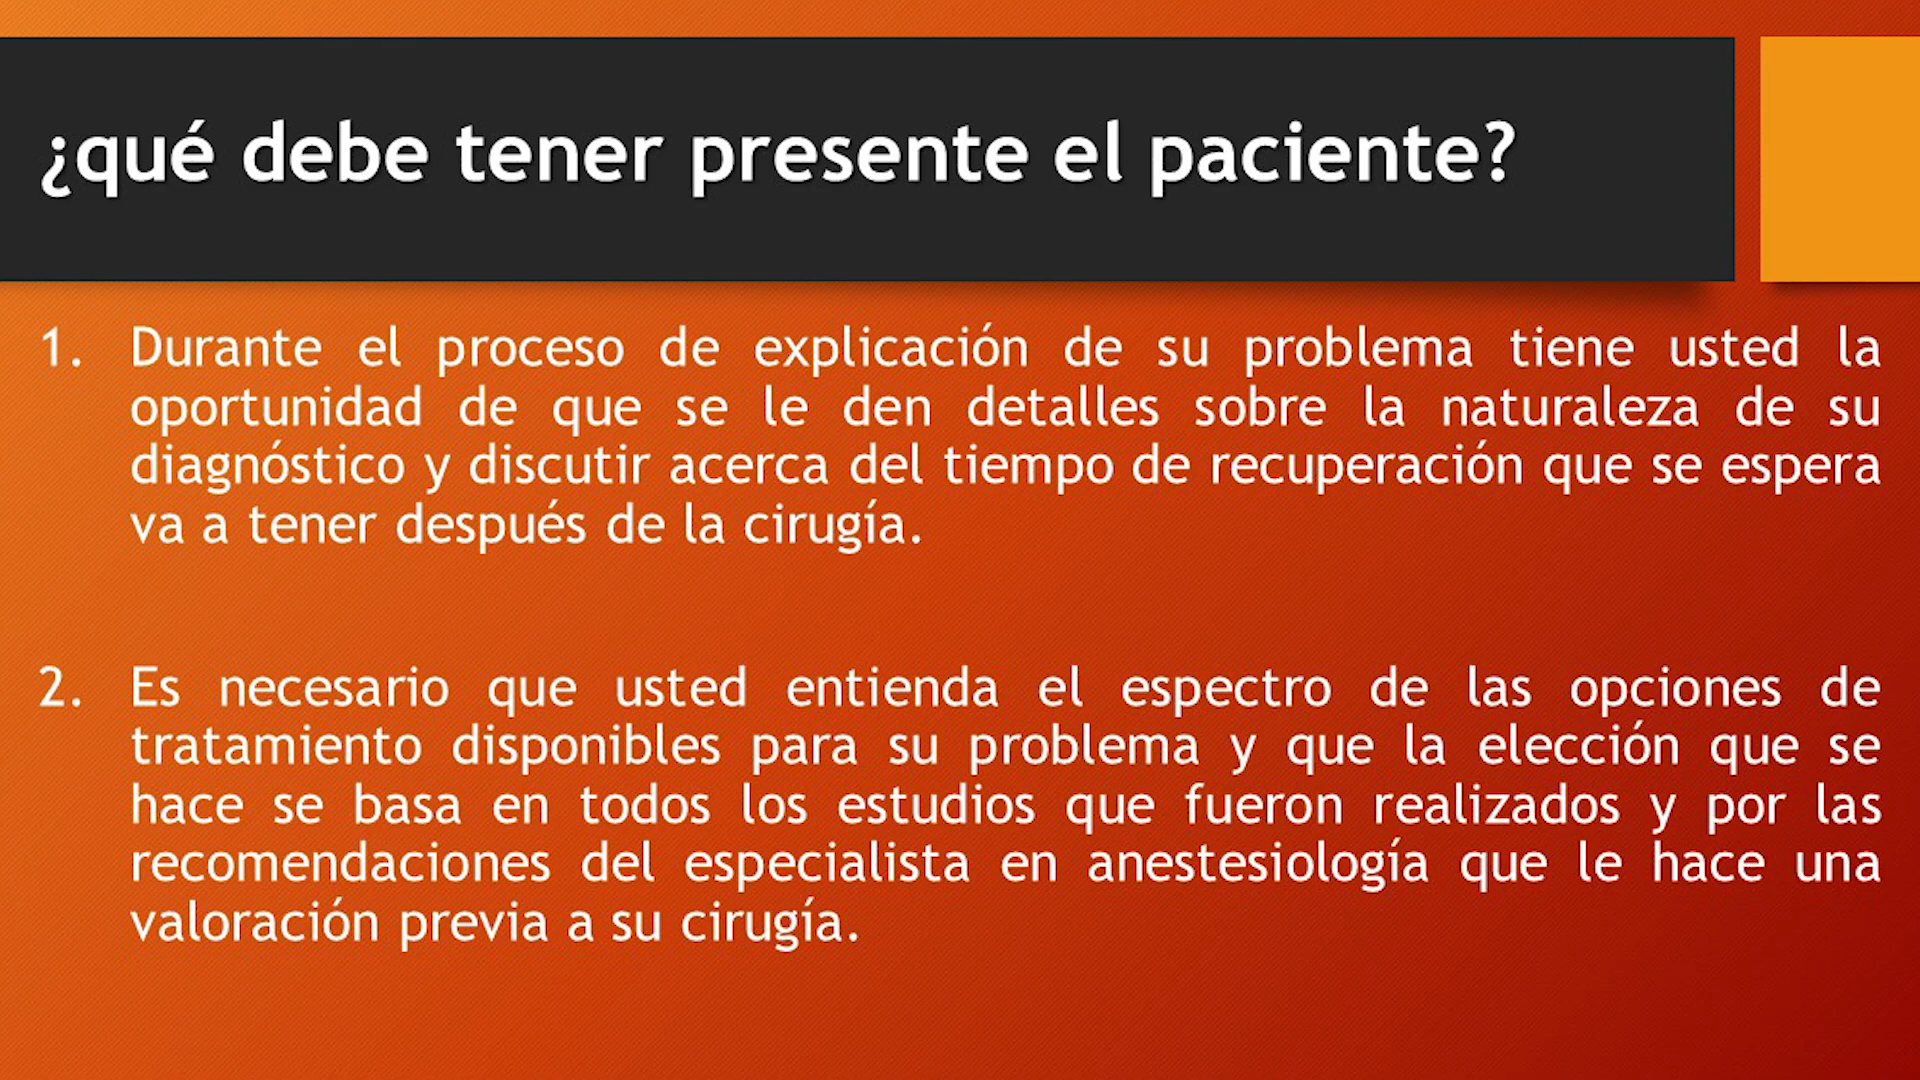 ¿qué debe tener presente el paciente?
1. Durante el proceso de explicación de su problema tiene usted la
oportunidad de que se le den detalles sobre la naturaleza de su
diagnóstico y discutir acerca del tiempo de recuperación que se espera
va a tener después de la cirugía.
2. Es necesario que usted entienda el espectro de las opciones de
tratamiento disponibles para su problema y que la elección que se
hace se basa en todos los estudios que fueron realizados y por las
recomendaciones del especialista en anestesiología que le hace una
valoración previa a su cirugía.